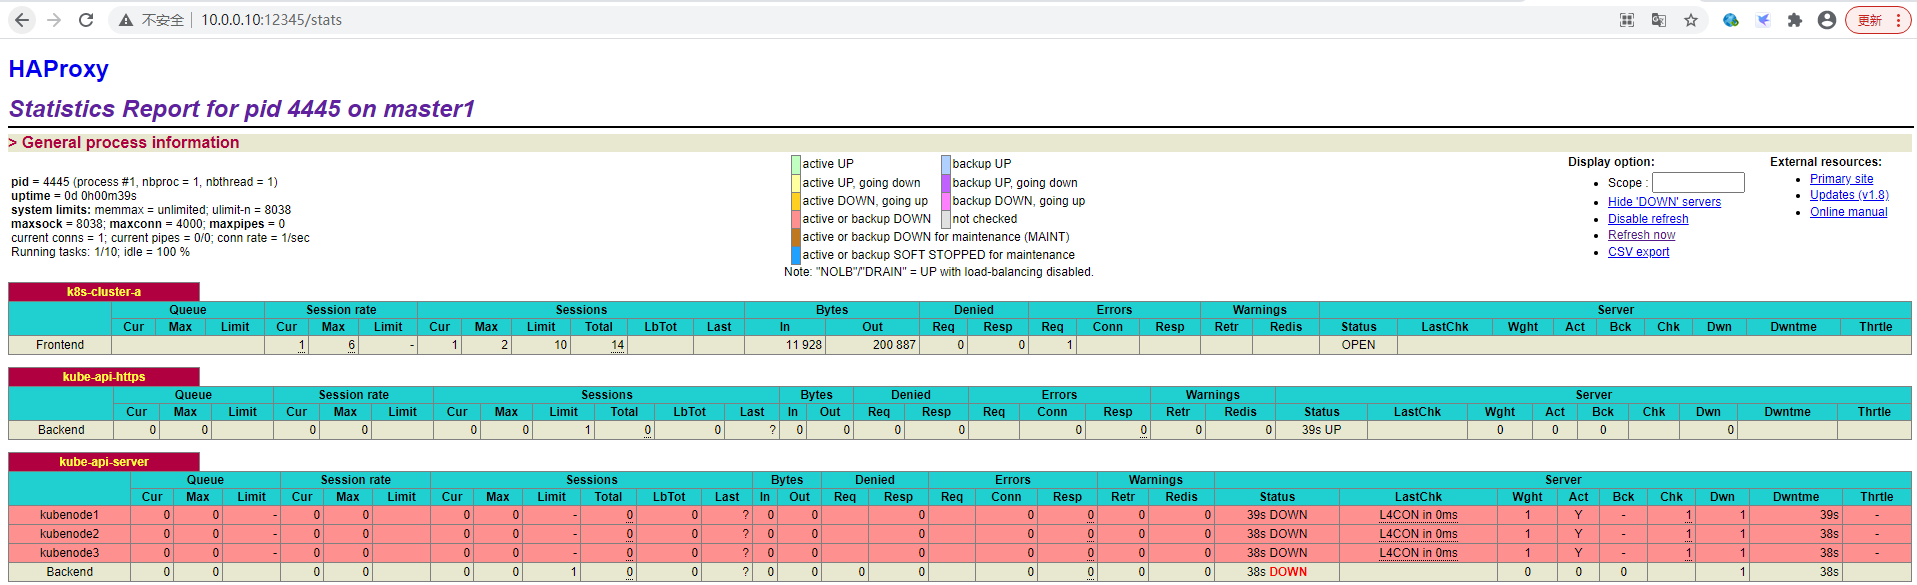 不安全 | 10.0.0.10:12345/stats 更新
HAProxy
Statistics Report for pid 4445 on master1
> General process information
pid = 4445 (process #1, nbproc = 1, nbthread = 1)
uptime = 0d 0h00m39s
system limits: memmax = unlimited; ulimit-n = 8038
maxsock = 8038; maxconn = 4000; maxpipes = 0
current conns = 1; current pipes = 0/0; conn rate = 1/sec
Running tasks: 1/10; idle = 100 %
active UP backup UP
active UP, going down backup UP, going down
active DOWN, going up backup DOWN, going up
active or backup DOWN not checked
active or backup DOWN for maintenance (MAINT)
active or backup SOFT STOPPED for maintenance
Note: "NOLB"/"DRAIN" = UP with load-balancing disabled.
Display option:
Scope :
Hide 'DOWN' servers
Disable refresh
Refresh now
CSV export
External resources:
Primary site
Updates (v1.8)
Online manual
k8s-cluster-a
Queue Session rate Sessions Bytes Denied Errors Warnings Server
Cur Max Limit Cur Max Limit Cur Max Limit Total LbTot Last In Out Req Resp Req Conn Resp Retr Redis Status LastChk Wght Act Bck Chk Dwn Dwntme Thrtle
Frontend 1 6 - 1 2 10 14 11 928 200 887 0 0 1 OPEN
kube-api-https
Queue Session rate Sessions Bytes Denied Errors Warnings Server
Cur Max Limit Cur Max Limit Cur Max Limit Total LbTot Last In Out Req Resp Req Conn Resp Retr Redis Status LastChk Wght Act Bck Chk Dwn Dwntme Thrtle
Backend 0 0 0 0 0 0 1 0 0 ? 0 0 0 0 0 0 0 0 39s UP 0 0 0 0
kube-api-server
Queue Session rate Sessions Bytes Denied Errors Warnings Server
Cur Max Limit Cur Max Limit Cur Max Limit Total LbTot Last In Out Req Resp Req Conn Resp Retr Redis Status LastChk Wght Act Bck Chk Dwn Dwntme Thrtle
kubenode1 0 0 - 0 0 0 0 - 0 0 ? 0 0 0 0 0 0 0 39s DOWN L4CON in 0ms 1 Y - 1 1 39s -
kubenode2 0 0 - 0 0 0 0 - 0 0 ? 0 0 0 0 0 0 0 38s DOWN L4CON in 0ms 1 Y - 1 1 38s -
kubenode3 0 0 - 0 0 0 0 - 0 0 ? 0 0 0 0 0 0 0 38s DOWN L4CON in 0ms 1 Y - 1 1 38s -
Backend 0 0 0 0 0 0 1 0 0 ? 0 0 0 0 0 0 0 0 38s DOWN 0 0 0 1 38s